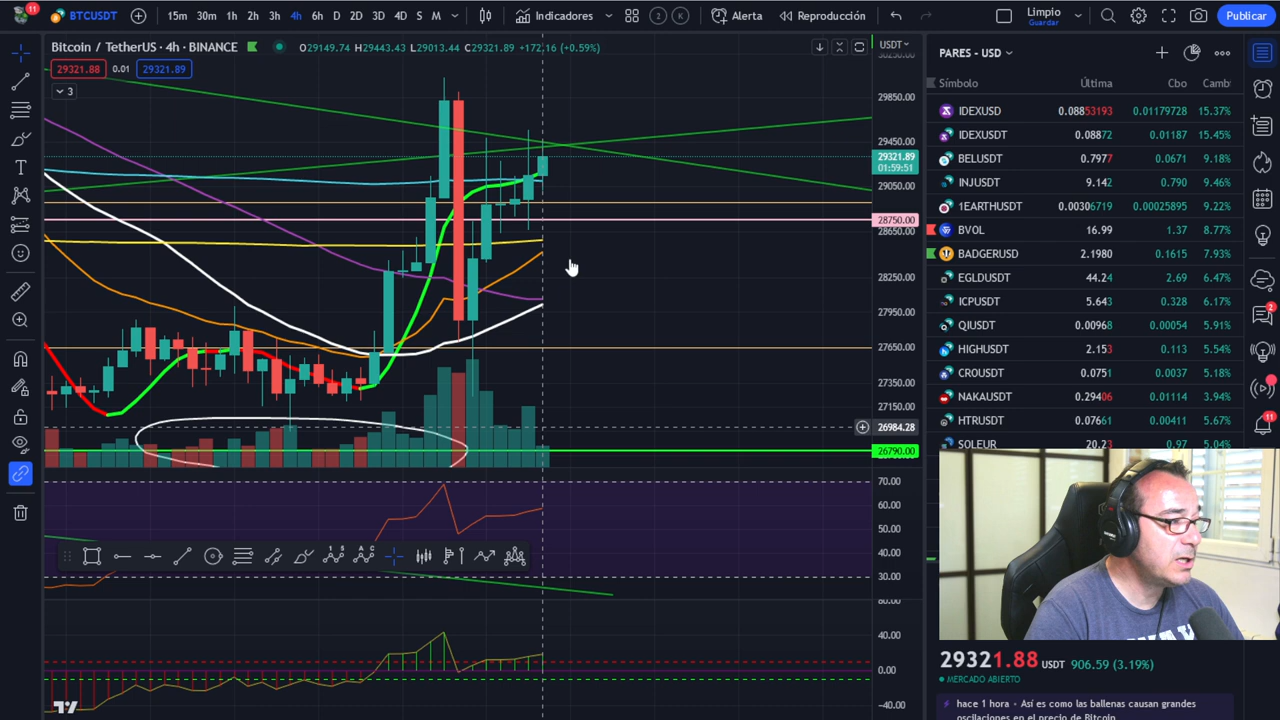 11
BTCUSDT
15m 30m 1h 2h 3h 4h 6h D 2D 3D 4D S M
Indicadores
2 K
Alerta
Reproducción
Limpio
Guardar
Publicar
Bitcoin / TetherUS · 4h · BINANCE O29149.74 H29443.43 L29013.44 C29321.89 +172.16 (+0.59%)
29321.88 0.01 29321.89
3
USDT
30250.00
29850.00
29450.00
29321.89
01:59:51
29050.00
28750.00
28650.00
28250.00
27950.00
27650.00
27350.00
27150.00
26984.28
26790.00
70.00
60.00
50.00
40.00
30.00
80.00
40.00
0.00
−40.00
PARES - USD
Símbolo Última Cbo Camb
IDEXUSD 0.08853193 0.01179728 15.37%
IDEXUSDT 0.08872 0.01187 15.45%
BELUSDT 0.7977 0.0671 9.18%
INJUSDT 9.142 0.790 9.46%
1EARTHUSDT 0.00306719 0.00025895 9.22%
BVOL 16.99 1.37 8.77%
BADGERUSD 2.1980 0.1615 7.93%
EGLDUSDT 44.24 2.69 6.47%
ICPUSDT 5.643 0.328 6.17%
QIUSDT 0.00968 0.00054 5.91%
HIGHUSDT 2.153 0.113 5.54%
CROUSDT 0.0751 0.0037 5.18%
NAKAUSDT 0.29406 0.01114 3.94%
HTRUSDT 0.07661 0.00411 5.67%
SOLEUR 20.23 0.97 5.04%
2
11
29321.88 USDT 906.59 (3.19%)
MERCADO ABIERTO
hace 1 hora · Así es como las ballenas causan grandes
oscilaciones en el precio de Bitcoin